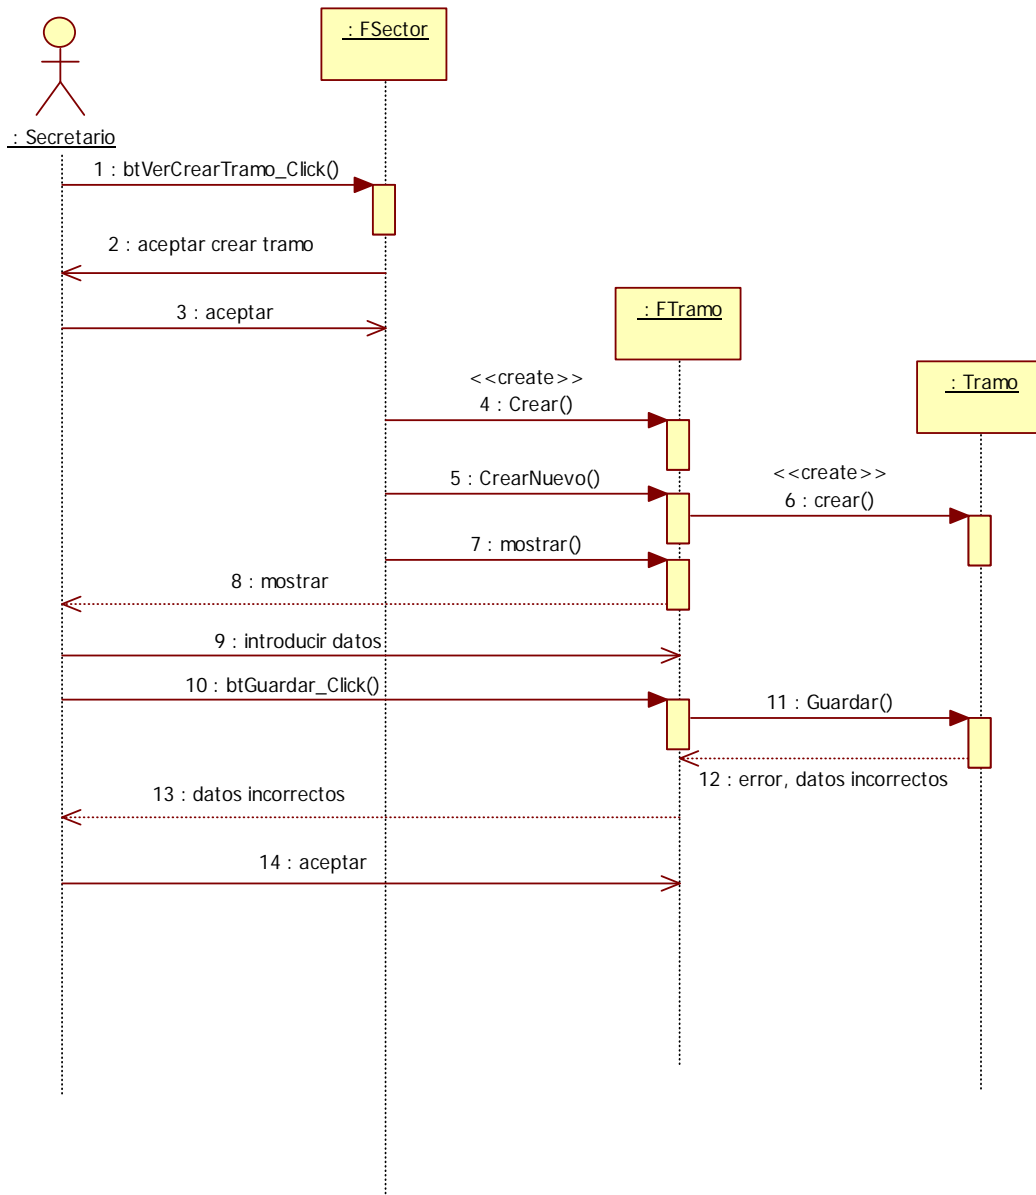 : FSector
: Secretario
1 : btVerCrearTramo_Click()
2 : aceptar crear tramo
3 : aceptar
: FTramo
<<create>>
4 : Crear()
: Tramo
5 : CrearNuevo()
<<create>>
6 : crear()
7 : mostrar()
8 : mostrar
9 : introducir datos
10 : btGuardar_Click()
11 : Guardar()
12 : error, datos incorrectos
13 : datos incorrectos
14 : aceptar